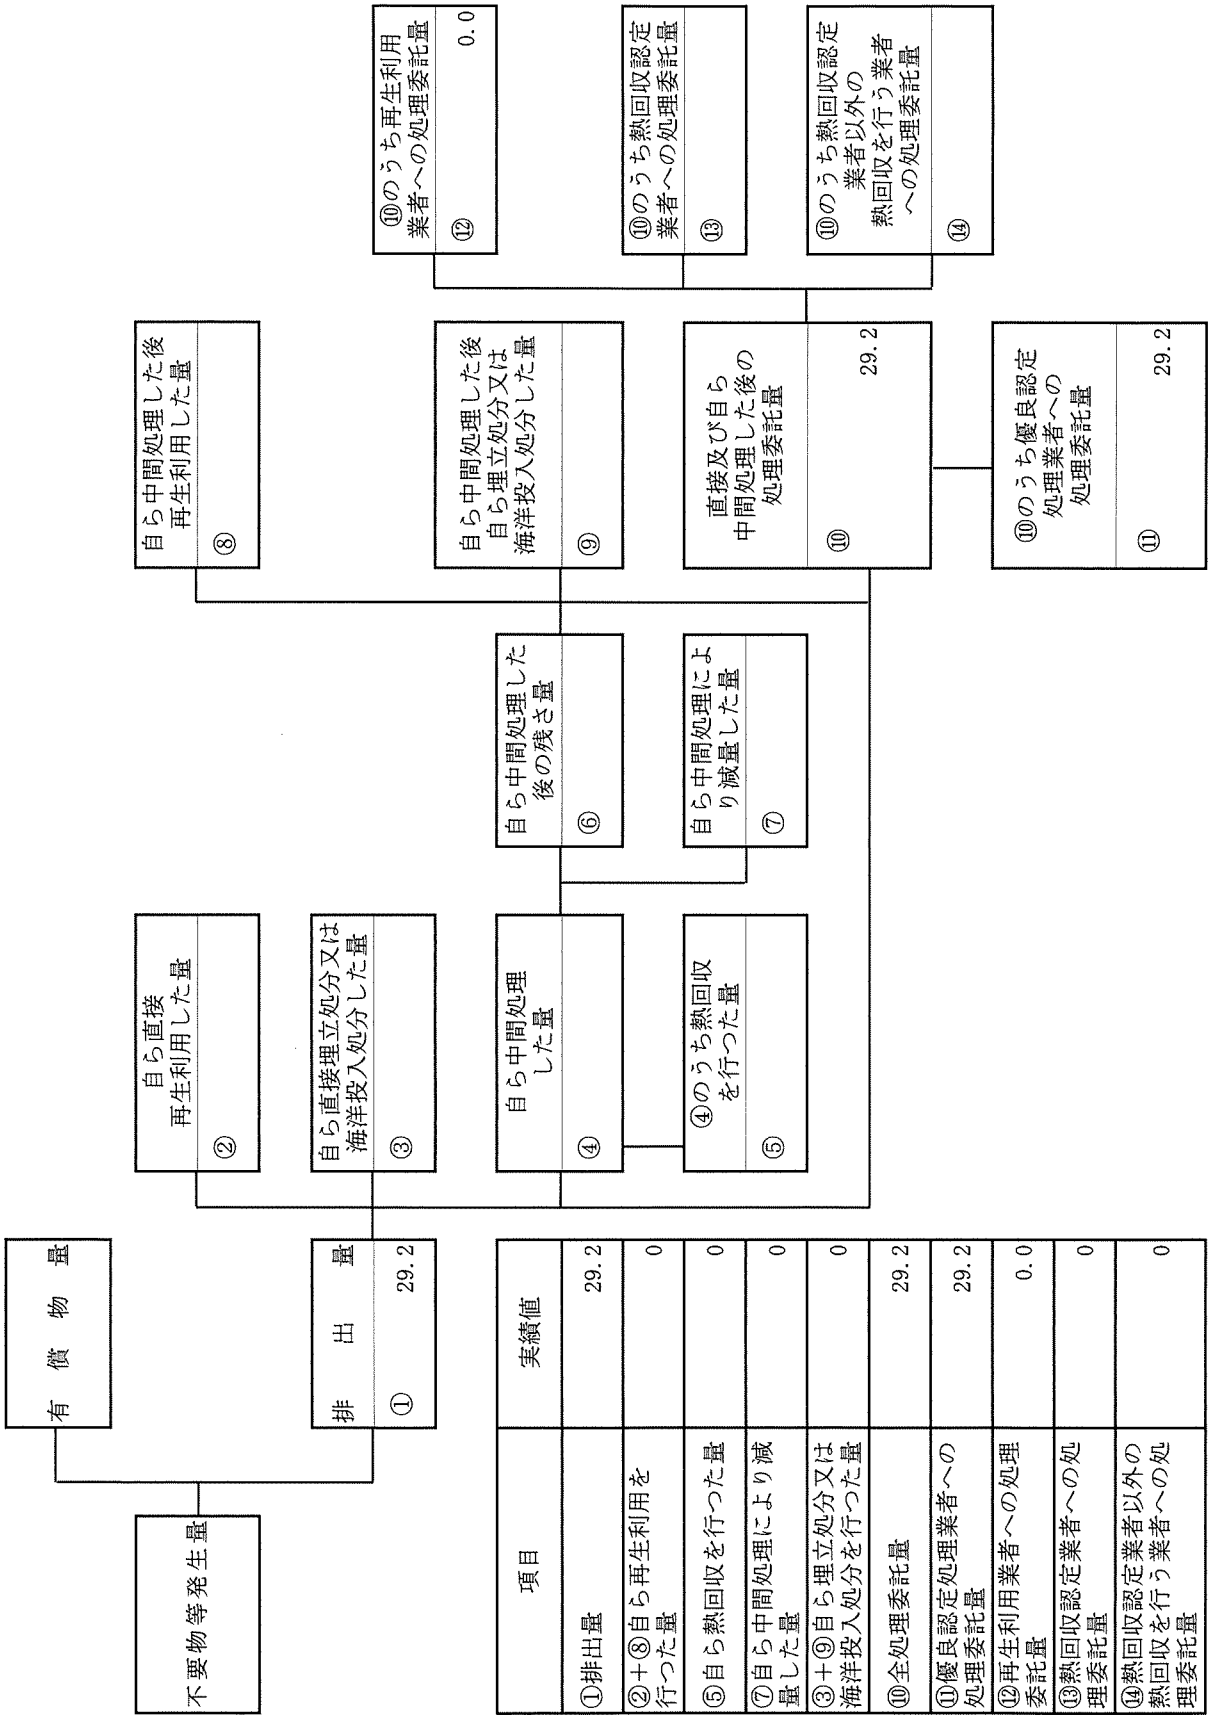 不要物等発生量
有 償 物 量
排 出 量
① 29.2
自ら直接
再生利用した量
②
自ら直接埋立処分又は
海洋投入処分した量
③
自ら中間処理
した量
④
④のうち熱回収
を行つた量
⑤
自ら中間処理した
後の残さ量
⑥
自ら中間処理によ
り減量した量
⑦
自ら中間処理した後
再生利用した量
⑧
自ら中間処理した後
自ら埋立処分又は
海洋投入処分した量
⑨
直接及び自ら
中間処理した後の
処理委託量
⑩ 29.2
⑩のうち優良認定
処理業者への
処理委託量
⑪ 29.2
⑩のうち再生利用
業者への処理委託量
⑫ 0.0
⑩のうち熱回収認定
業者への処理委託量
⑬
⑩のうち熱回収認定
業者以外の
熱回収を行う業者
への処理委託量
⑭
項目 実績値
①排出量 29.2
②+⑧自ら再生利用を
行つた量 0
⑤自ら熱回収を行つた量 0
⑦自ら中間処理により減
量した量 0
③+⑨自ら埋立処分又は
海洋投入処分を行つた量 0
⑩全処理委託量 29.2
⑪優良認定処理業者への
処理委託量 29.2
⑫再生利用業者への処理
委託量 0.0
⑬熱回収認定業者への処
理委託量 0
⑭熱回収認定業者以外の
熱回収を行う業者への処
理委託量 0